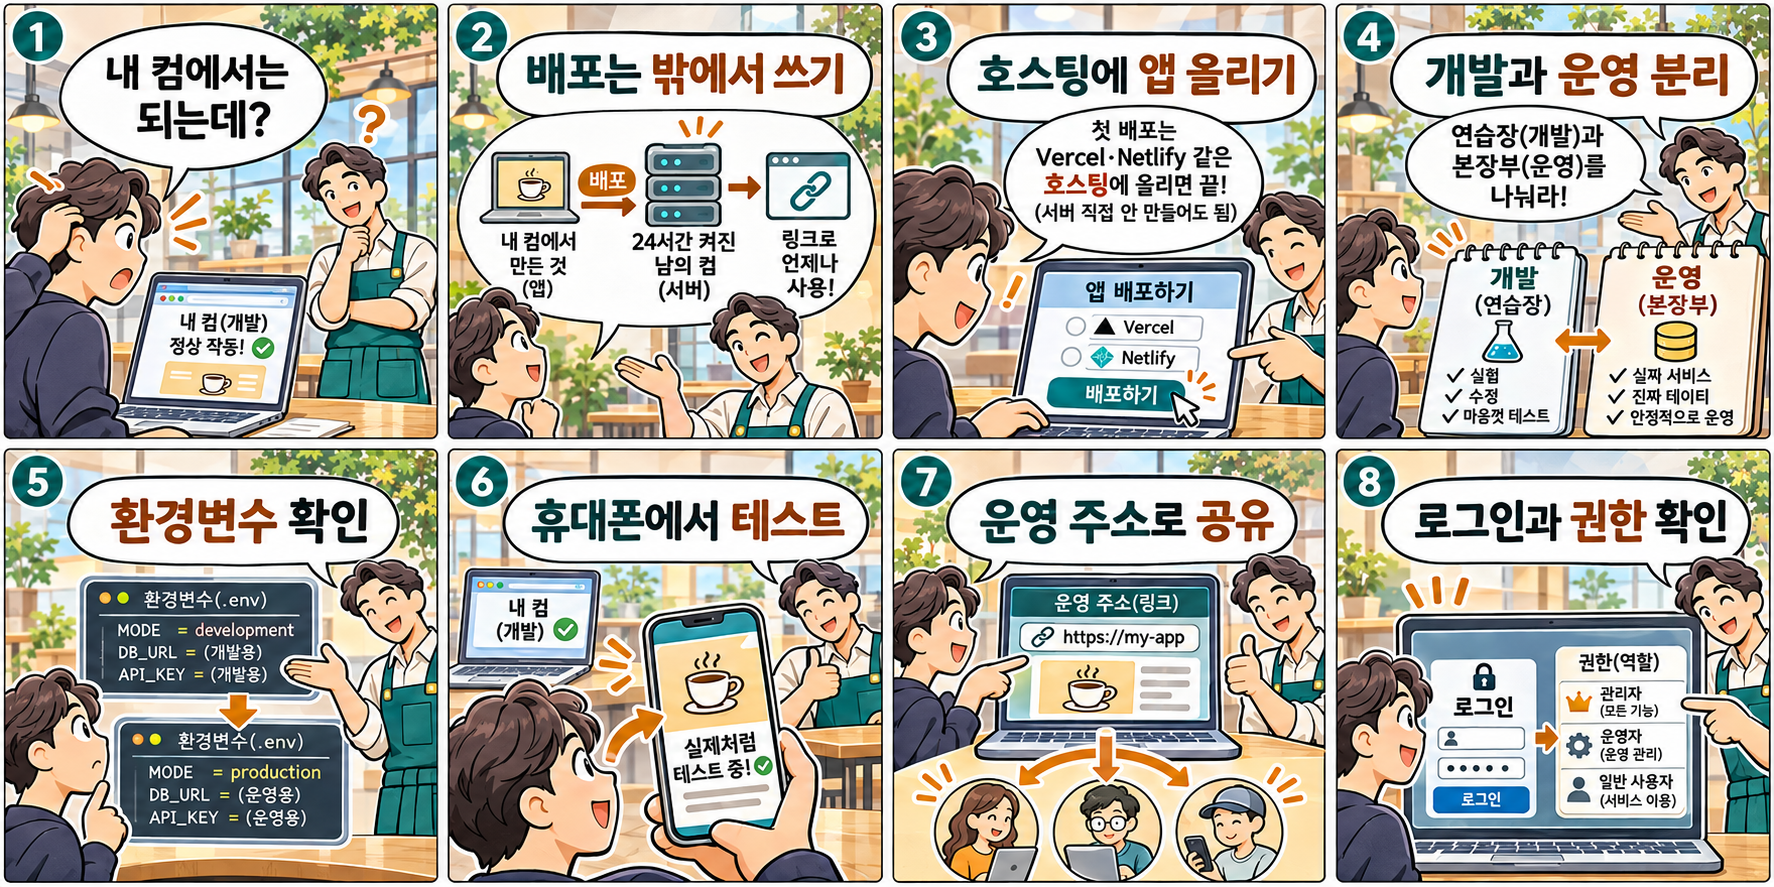 1
내 컴에서는
되는데?
?
내 컴(개발)
정상 작동!
2
배포는 밖에서 쓰기
배포
내 컴에서
만든 것
(앱)
24시간 켜진
남의 컴
(서버)
링크로
언제나
사용!
3
호스팅에 앱 올리기
첫 배포는
Vercel·Netlify 같은
호스팅에 올리면 끝!
(서버 직접 안 만들어도 됨)
!
앱 배포하기
Vercel
Netlify
배포하기
4
개발과 운영 분리
연습장(개발)과
본장부(운영)를
나눠라!
개발
(연습장)
실험
수정
마음껏 테스트
운영
(본장부)
실짜 서비스
진짜 테이터
안정적으로 운영
5
환경변수 확인
환경변수(.env)
MODE = development
DB_URL = (개발용)
API_KEY = (개발용)
환경변수(.env)
MODE = production
DB_URL = (운영용)
API_KEY = (운영용)
6
휴대폰에서 테스트
내 컴
(개발)
실제처럼
테스트 중!
7
운영 주소로 공유
운영 주소(링크)
https://my-app
8
로그인과 권한 확인
로그인
로그인
권한(역할)
관리자
(모든 기능)
운영자
(운영 관리)
일반 사용자
(서비스 이용)